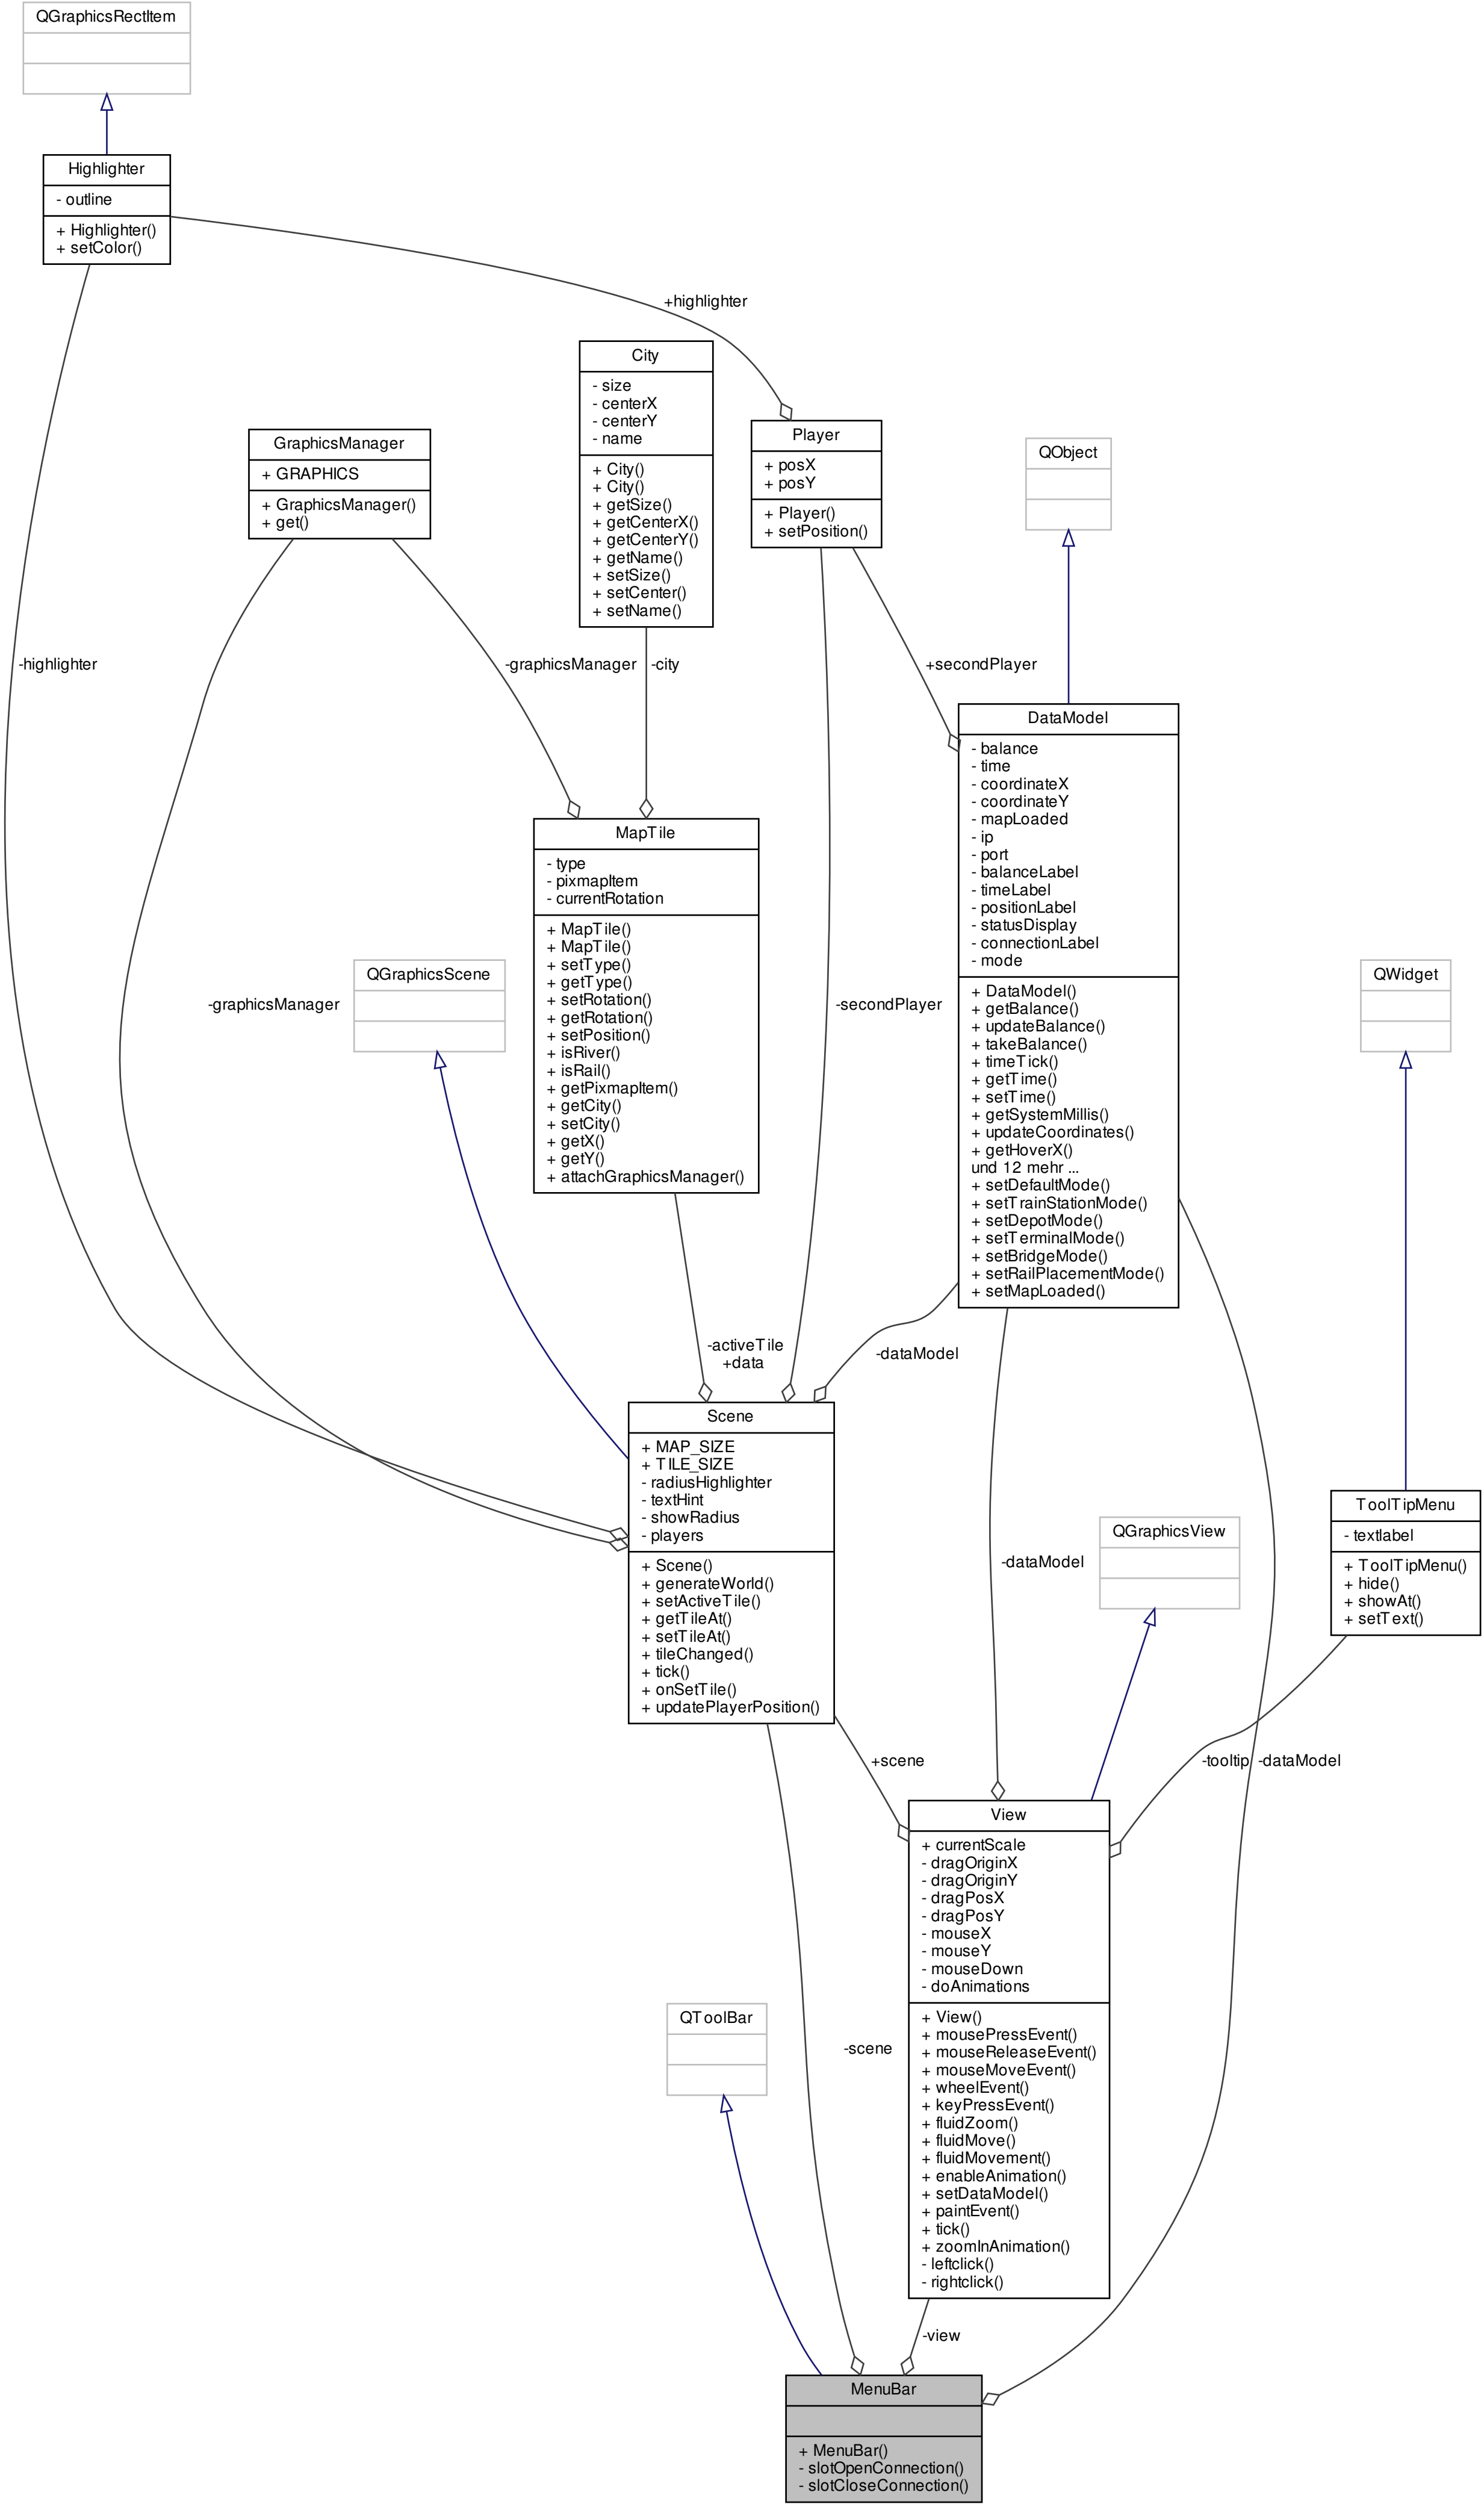 QGraphicsRectItem
Highlighter
- outline
+ Highlighter()
+ setColor()
+highlighter
City
- size
- centerX
- centerY
- name
+ City()
+ City()
+ getSize()
+ getCenterX()
+ getCenterY()
+ getName()
+ setSize()
+ setCenter()
+ setName()
Player
+ posX
+ posY
+ Player()
+ setPosition()
GraphicsManager
+ GRAPHICS
+ GraphicsManager()
+ get()
QObject
-highlighter
-graphicsManager
-city
+secondPlayer
DataModel
- balance
- time
- coordinateX
- coordinateY
- mapLoaded
- ip
- port
- balanceLabel
- timeLabel
- positionLabel
- statusDisplay
- connectionLabel
- mode
+ DataModel()
+ getBalance()
+ updateBalance()
+ takeBalance()
+ timeTick()
+ getTime()
+ setTime()
+ getSystemMillis()
+ updateCoordinates()
+ getHoverX()
und 12 mehr ...
+ setDefaultMode()
+ setTrainStationMode()
+ setDepotMode()
+ setTerminalMode()
+ setBridgeMode()
+ setRailPlacementMode()
+ setMapLoaded()
MapTile
- type
- pixmapItem
- currentRotation
+ MapTile()
+ MapTile()
+ setType()
+ getType()
+ setRotation()
+ getRotation()
+ setPosition()
+ isRiver()
+ isRail()
+ getPixmapItem()
+ getCity()
+ setCity()
+ getX()
+ getY()
+ attachGraphicsManager()
QGraphicsScene
QWidget
-graphicsManager
-secondPlayer
-activeTile
+data
-dataModel
Scene
+ MAP_SIZE
+ TILE_SIZE
- radiusHighlighter
- textHint
- showRadius
- players
+ Scene()
+ generateWorld()
+ setActiveTile()
+ getTileAt()
+ setTileAt()
+ tileChanged()
+ tick()
+ onSetTile()
+ updatePlayerPosition()
-dataModel
QGraphicsView
ToolTipMenu
- textlabel
+ ToolTipMenu()
+ hide()
+ showAt()
+ setText()
+scene
-tooltip
-dataModel
View
+ currentScale
- dragOriginX
- dragOriginY
- dragPosX
- dragPosY
- mouseX
- mouseY
- mouseDown
- doAnimations
+ View()
+ mousePressEvent()
+ mouseReleaseEvent()
+ mouseMoveEvent()
+ wheelEvent()
+ keyPressEvent()
+ fluidZoom()
+ fluidMove()
+ fluidMovement()
+ enableAnimation()
+ setDataModel()
+ paintEvent()
+ tick()
+ zoomInAnimation()
- leftclick()
- rightclick()
QToolBar
-scene
-view
MenuBar
+ MenuBar()
- slotOpenConnection()
- slotCloseConnection()